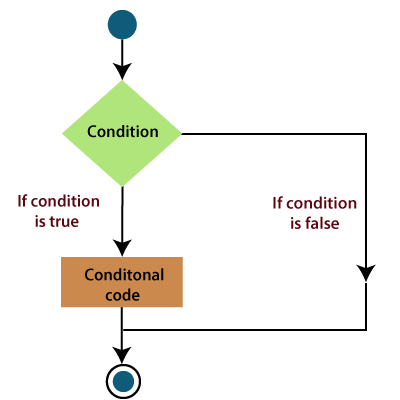 Condition
If condition
is true
If condition
is false
Conditonal
code